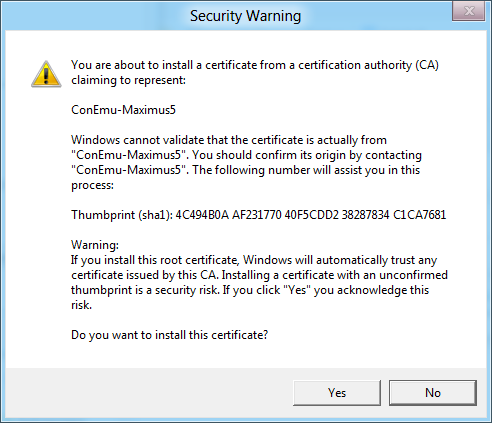 Security Warning
You are about to install a certificate from a certification authority (CA)
claiming to represent:
ConEmu-Maximus5
Windows cannot validate that the certificate is actually from
"ConEmu-Maximus5". You should confirm its origin by contacting
"ConEmu-Maximus5". The following number will assist you in this
process:
Thumbprint (sha1): 4C494B0A AF231770 40F5CDD2 38287834 C1CA7681
Warning:
If you install this root certificate, Windows will automatically trust any
certificate issued by this CA. Installing a certificate with an unconfirmed
thumbprint is a security risk. If you click "Yes" you acknowledge this
risk.
Do you want to install this certificate?
Yes
No